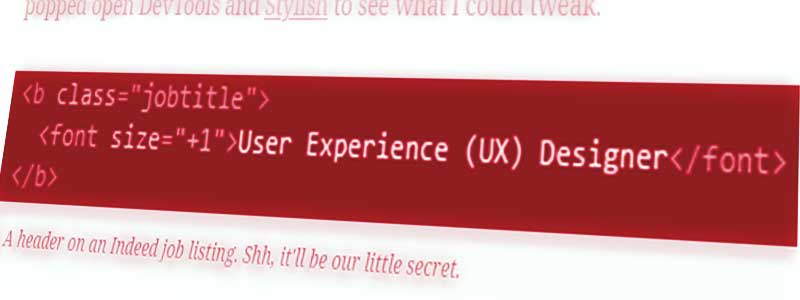 popped open DevTools and Stylish to see what I could tweak.
<b class="jobtitle">
<font size="+1">User Experience (UX) Designer</font>
</b>
A header on an Indeed job listing. Shh, it'll be our little secret.